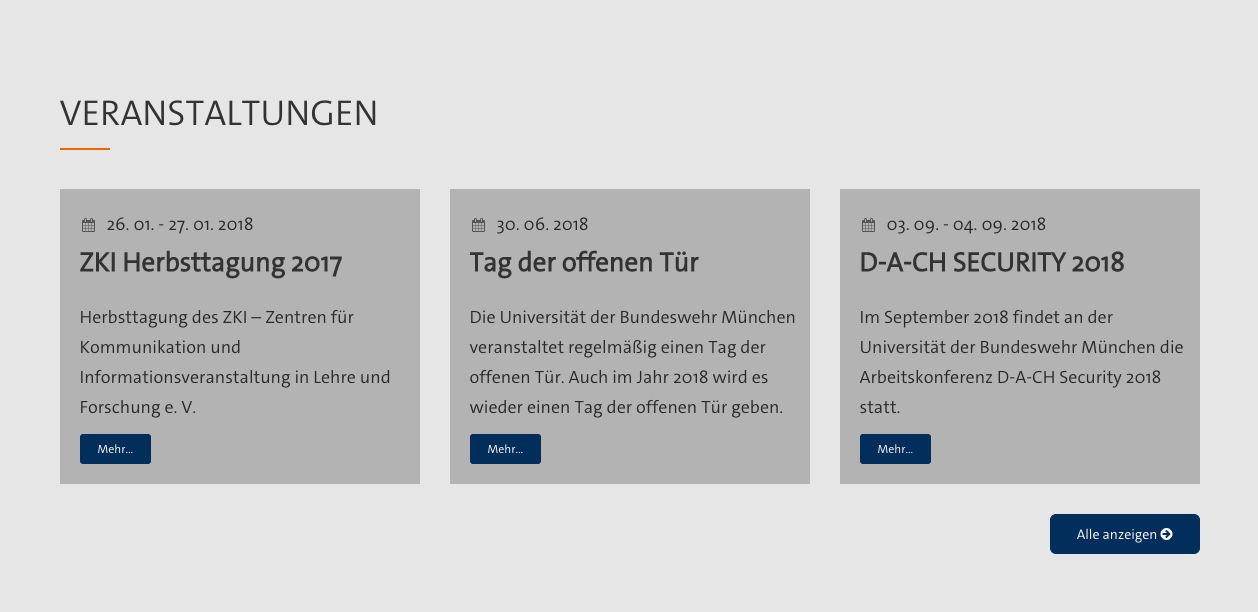 VERANSTALTUNGEN
26. 01. - 27. 01. 2018
ZKI Herbsttagung 2017
Herbsttagung des ZKI – Zentren für
Kommunikation und
Informationsveranstaltung in Lehre und
Forschung e. V.
Mehr...
30. 06. 2018
Tag der offenen Tür
Die Universität der Bundeswehr München
veranstaltet regelmäßig einen Tag der
offenen Tür. Auch im Jahr 2018 wird es
wieder einen Tag der offenen Tür geben.
Mehr...
03. 09. - 04. 09. 2018
D-A-CH SECURITY 2018
Im September 2018 findet an der
Universität der Bundeswehr München die
Arbeitskonferenz D-A-CH Security 2018
statt.
Mehr...
Alle anzeigen